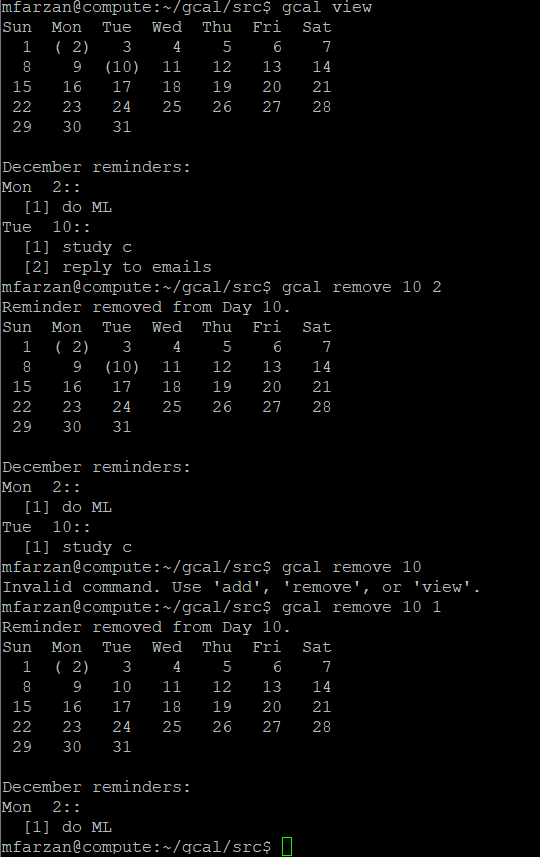 mfarzan@compute:~/gcal/src$ gcal view
Sun  Mon  Tue  Wed  Thu  Fri  Sat
  1  ( 2)   3    4    5    6    7
  8    9  (10)  11   12   13   14
 15   16   17   18   19   20   21
 22   23   24   25   26   27   28
 29   30   31

December reminders:
Mon  2::
  [1] do ML
Tue  10::
  [1] study c
  [2] reply to emails
mfarzan@compute:~/gcal/src$ gcal remove 10 2
Reminder removed from Day 10.
Sun  Mon  Tue  Wed  Thu  Fri  Sat
  1  ( 2)   3    4    5    6    7
  8    9  (10)  11   12   13   14
 15   16   17   18   19   20   21
 22   23   24   25   26   27   28
 29   30   31

December reminders:
Mon  2::
  [1] do ML
Tue  10::
  [1] study c
mfarzan@compute:~/gcal/src$ gcal remove 10
Invalid command. Use 'add', 'remove', or 'view'.
mfarzan@compute:~/gcal/src$ gcal remove 10 1
Reminder removed from Day 10.
Sun  Mon  Tue  Wed  Thu  Fri  Sat
  1  ( 2)   3    4    5    6    7
  8    9   10   11   12   13   14
 15   16   17   18   19   20   21
 22   23   24   25   26   27   28
 29   30   31

December reminders:
Mon  2::
  [1] do ML
mfarzan@compute:~/gcal/src$